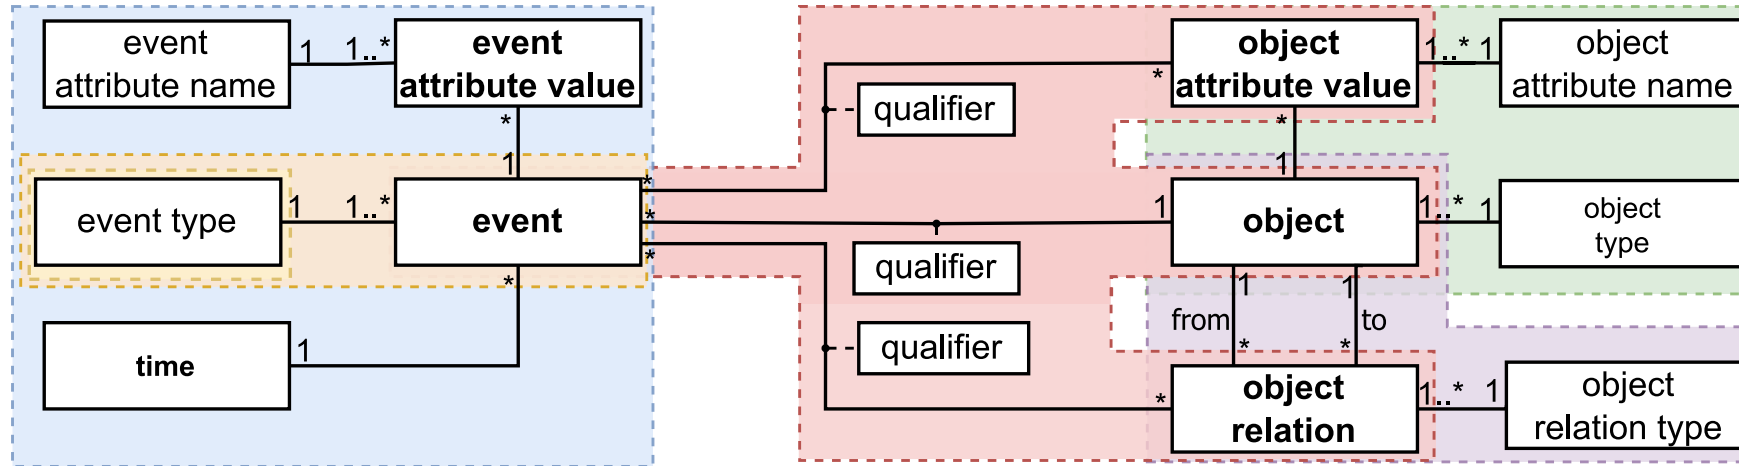 event
attribute name
1
1..*
event
attribute value
*
1
event type
1
1..*
event
*
time
1
*
*
*
qualifier
qualifier
qualifier
*
object
attribute value
1..*
1
object
attribute name
*
1
1
object
1..*
1
object
type
1
1
from
to
*
*
*
object
relation
1..*
1
object
relation type